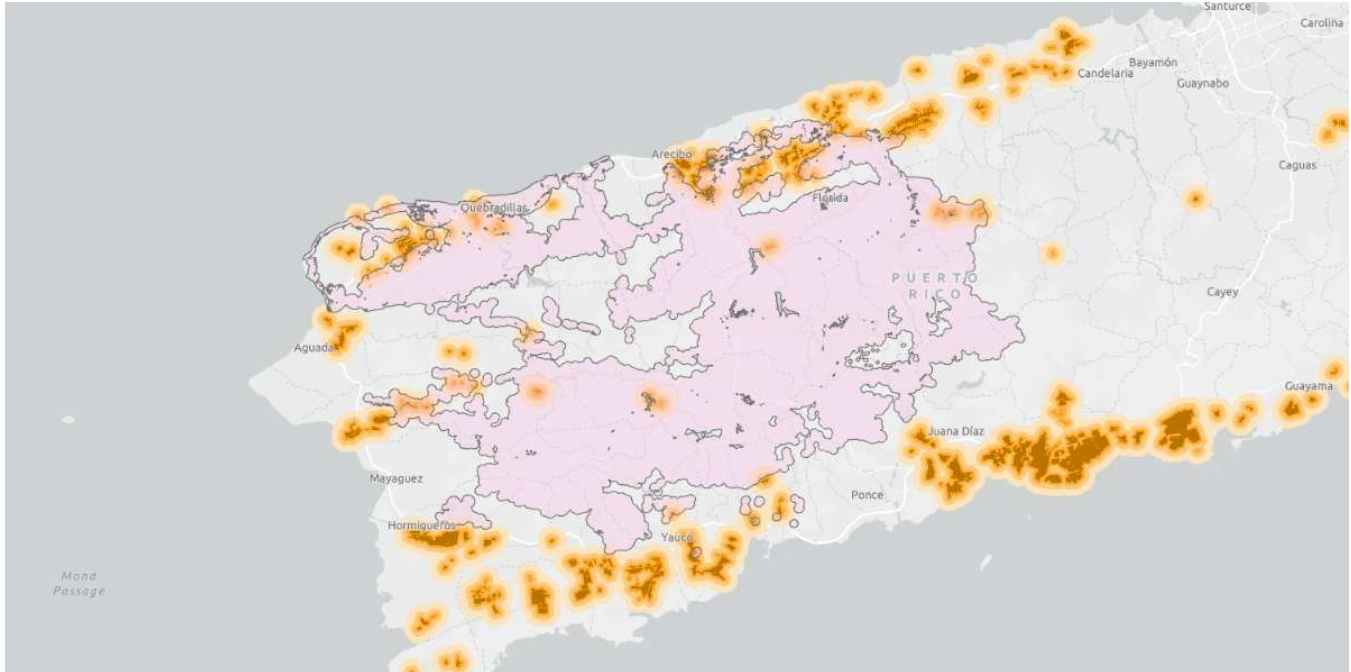 Santurce
Carolina
Bayamón
Candelaria
Guaynabo
Arecibo
Caguas
Quebradillas
Florida
PUERTO
RICO
Cayey
Aguada
Guayama
Juana Díaz
Mayaguez
Ponce
Hormigueros
Yauco
Mona
Passage